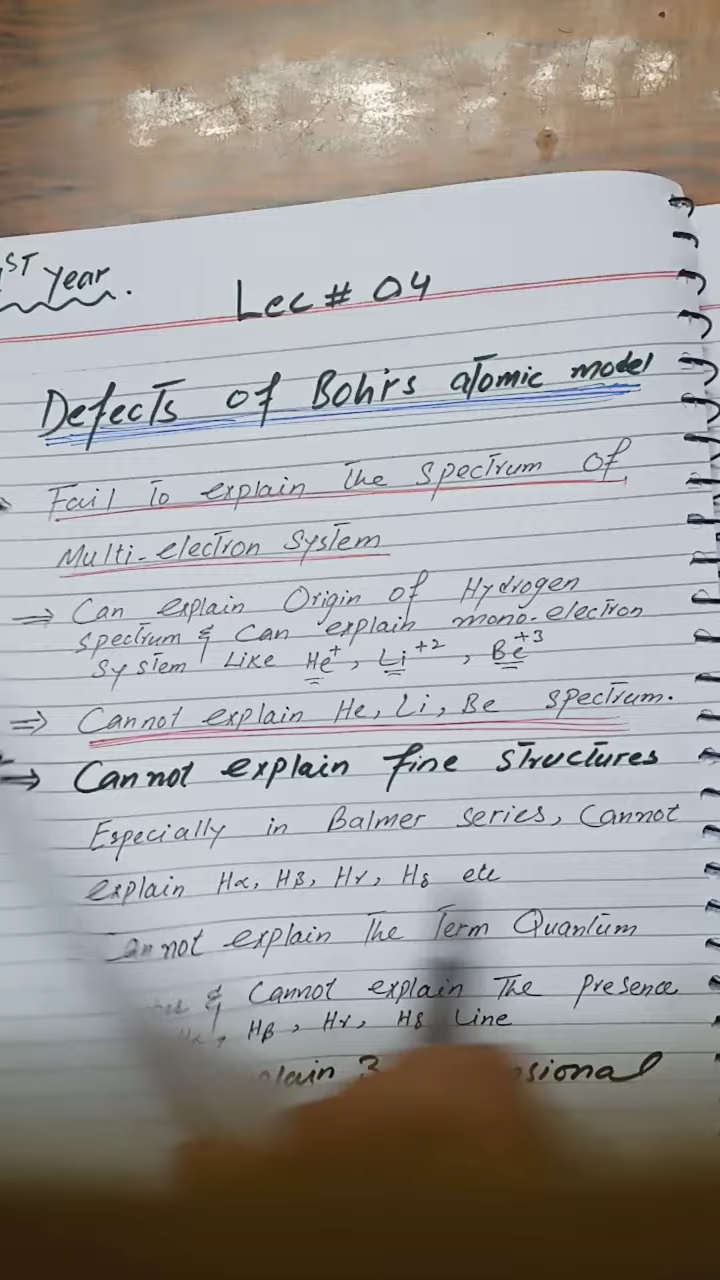 1ST Year.
Lec # 04
Defects of Bohrs atomic model
Fail To explain The spectrum of
Multi-electron System
⇒ Can explain Origin of Hydrogen
spectrum & Can explain mono-electron
system Like He⁺, Li⁺², Be⁺³
⇒ Cannot explain He, Li, Be spectrum.
→ Cannot explain fine structures
Especially in Balmer series, Cannot
explain Hα, Hβ, Hγ, Hδ etc
Cannot explain The Term Quantum
& Cannot explain The presence
Hβ, Hγ, Hδ Line
3